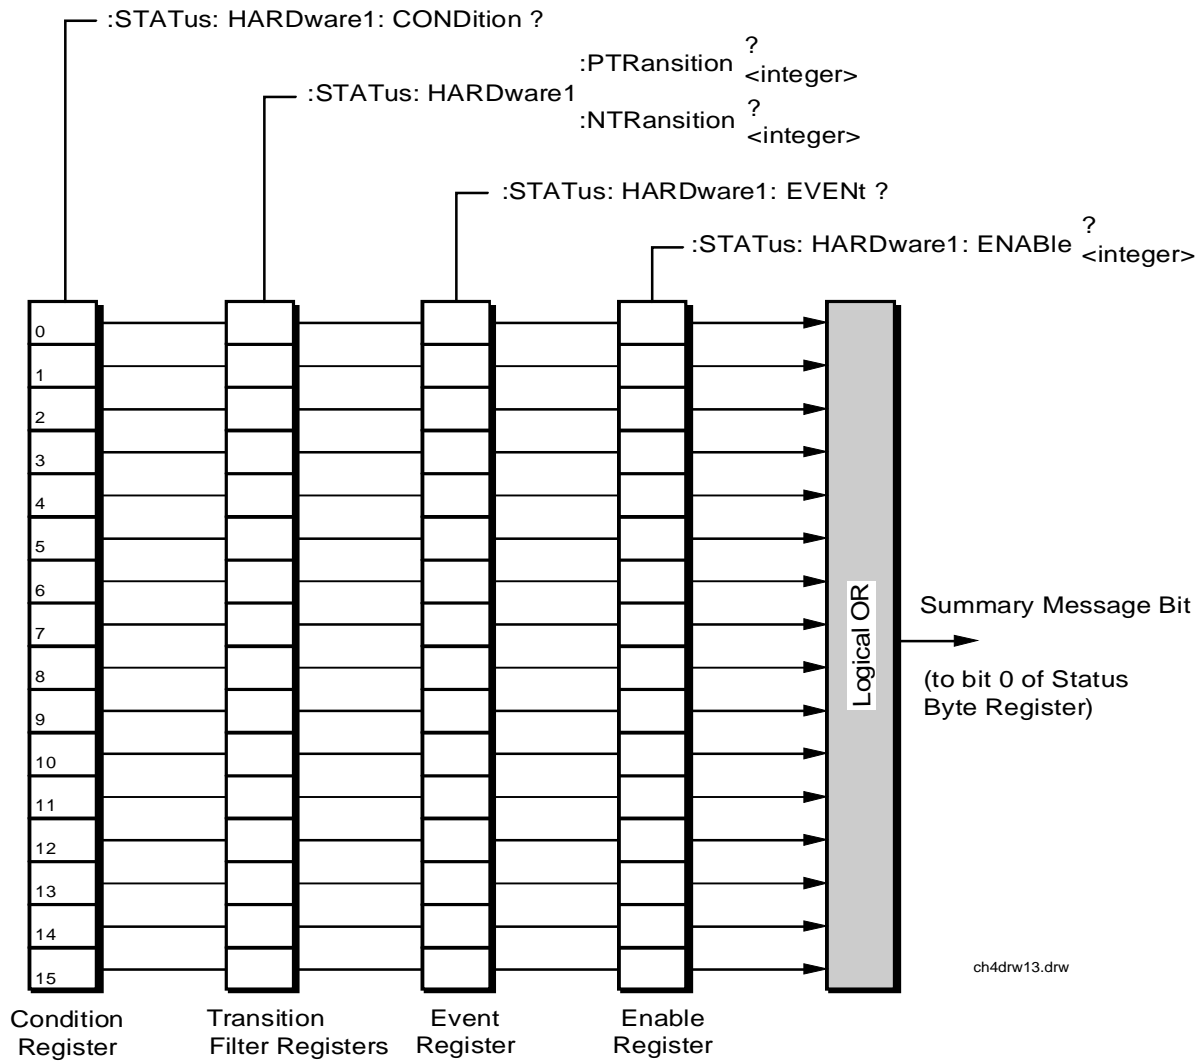 :STATus: HARDware1: CONDition ?
:STATus: HARDware1
:PTRansition ?
<integer>
:NTRansition ?
<integer>
:STATus: HARDware1: EVENt ?
:STATus: HARDware1: ENABle ?
<integer>
0
1
2
3
4
5
6
7
8
9
10
11
12
13
14
15
Logical OR
Summary Message Bit
(to bit 0 of Status
Byte Register)
ch4drw13.drw
Condition
Register
Transition
Filter Registers
Event
Register
Enable
Register